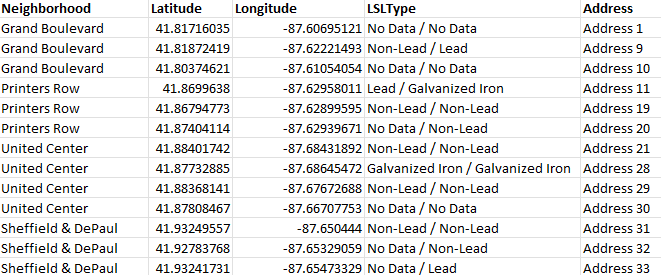 Neighborhood Latitude Longitude LSLType Address
Grand Boulevard 41.81716035 -87.60695121 No Data / No Data Address 1
Grand Boulevard 41.81872419 -87.62221493 Non-Lead / Lead Address 9
Grand Boulevard 41.80374621 -87.61054054 No Data / No Data Address 10
Printers Row 41.8699638 -87.62958011 Lead / Galvanized Iron Address 11
Printers Row 41.86794773 -87.62899595 Non-Lead / Non-Lead Address 19
Printers Row 41.87404114 -87.62939671 No Data / Non-Lead Address 20
United Center 41.88401742 -87.68431892 Non-Lead / Non-Lead Address 21
United Center 41.87732885 -87.68645472 Galvanized Iron / Galvanized Iron Address 28
United Center 41.88368141 -87.67672688 Non-Lead / Non-Lead Address 29
United Center 41.87808467 -87.66707753 No Data / No Data Address 30
Sheffield & DePaul 41.93249557 -87.650444 Non-Lead / Non-Lead Address 31
Sheffield & DePaul 41.92783768 -87.65329059 No Data / Non-Lead Address 32
Sheffield & DePaul 41.93241731 -87.65473329 No Data / Lead Address 33